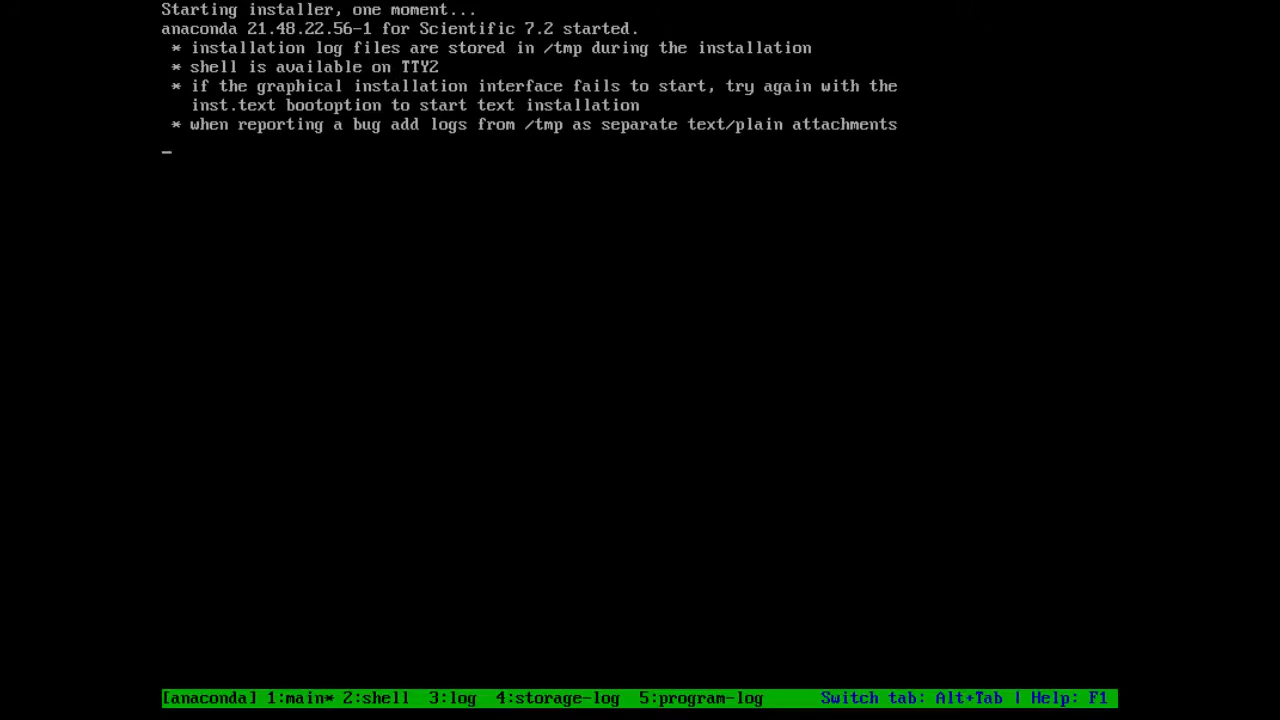 Starting installer, one moment...
anaconda 21.48.22.56-1 for Scientific 7.2 started.
* installation log files are stored in /tmp during the installation
* shell is available on TTY2
* if the graphical installation interface fails to start, try again with the
inst.text bootoption to start text installation
* when reporting a bug add logs from /tmp as separate text/plain attachments
_
[anaconda] 1:main* 2:shell  3:log  4:storage-log  5:program-log      Switch tab: Alt+Tab | Help: F1